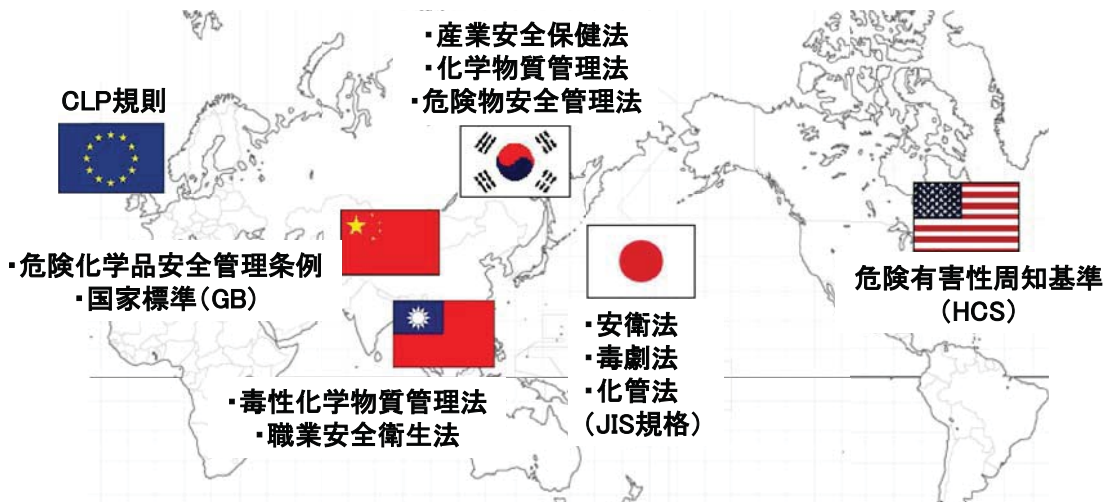 ・産業安全保健法
・化学物質管理法
・危険物安全管理法
CLP規則
・危険化学品安全管理条例
・国家標準(GB)
危険有害性周知基準
(HCS)
・安衛法
・毒劇法
・化管法
(JIS規格)
・毒性化学物質管理法
・職業安全衛生法